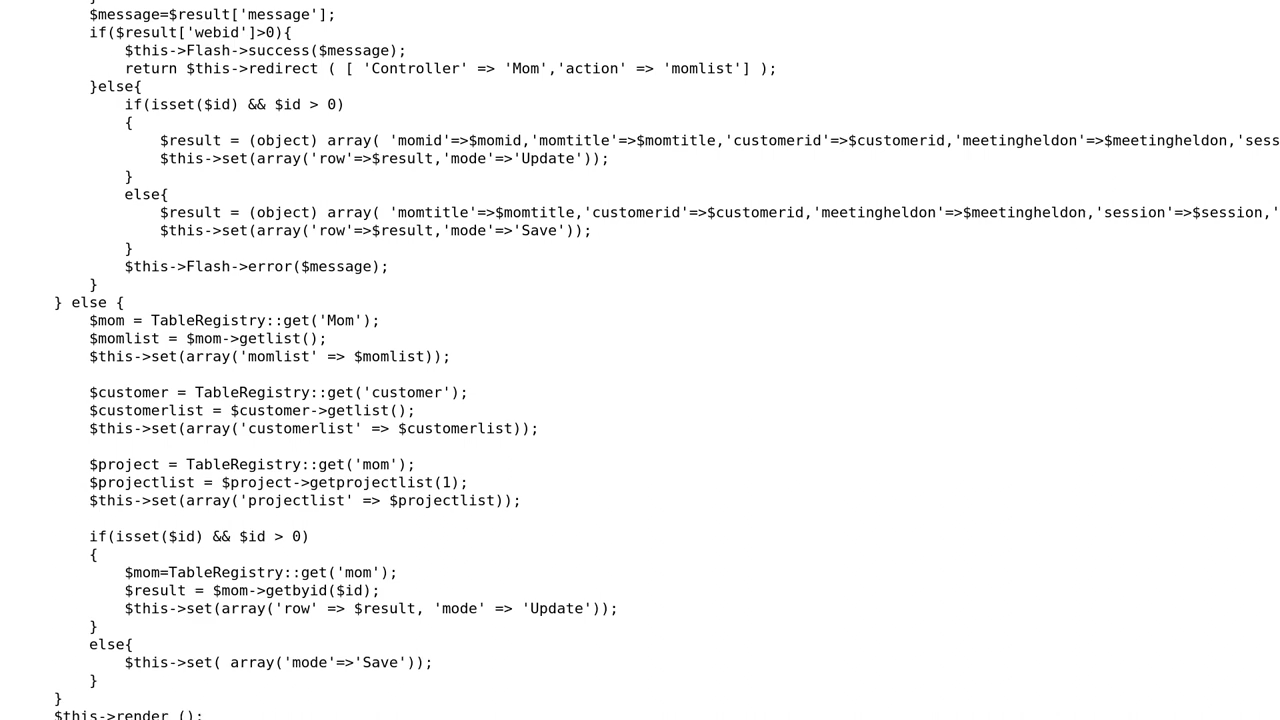 }
$message=$result['message'];
if($result['webid']>0){
$this->Flash->success($message);
return $this->redirect ( [ 'Controller' => 'Mom','action' => 'momlist'] );
}else{
if(isset($id) && $id > 0)
{
$result = (object) array( 'momid'=>$momid,'momtitle'=>$momtitle,'customerid'=>$customerid,'meetingheldon'=>$meetingheldon,'sess
$this->set(array('row'=>$result,'mode'=>'Update'));
}
else{
$result = (object) array( 'momtitle'=>$momtitle,'customerid'=>$customerid,'meetingheldon'=>$meetingheldon,'session'=>$session,'
$this->set(array('row'=>$result,'mode'=>'Save'));
}
$this->Flash->error($message);
}
} else {
$mom = TableRegistry::get('Mom');
$momlist = $mom->getlist();
$this->set(array('momlist' => $momlist));
$customer = TableRegistry::get('customer');
$customerlist = $customer->getlist();
$this->set(array('customerlist' => $customerlist));
$project = TableRegistry::get('mom');
$projectlist = $project->getprojectlist(1);
$this->set(array('projectlist' => $projectlist));
if(isset($id) && $id > 0)
{
$mom=TableRegistry::get('mom');
$result = $mom->getbyid($id);
$this->set(array('row' => $result, 'mode' => 'Update'));
}
else{
$this->set( array('mode'=>'Save'));
}
}
$this->render ();